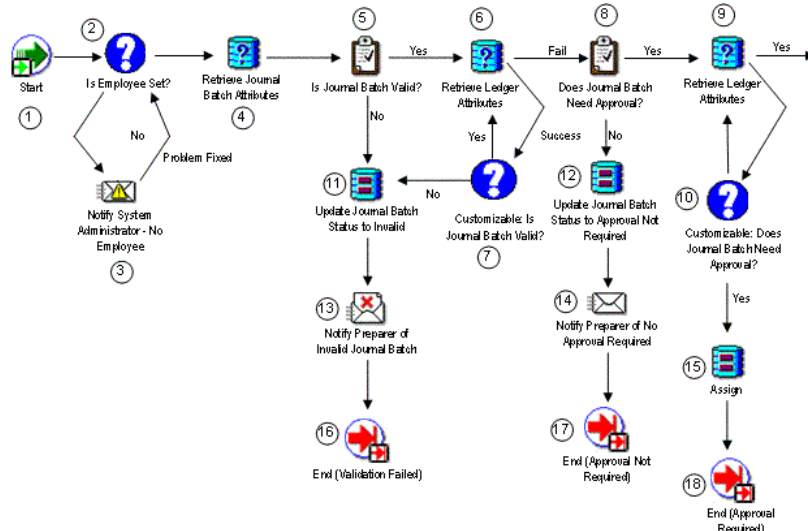 1
Start
2
Is Employee Set?
No
Problem Fixed
Notify System
Administrator - No
Employee
3
Retrieve Journal
Batch Attributes
4
5
Is Journal Batch Valid?
Yes
No
6
Retrieve Ledger
Attributes
Fail
Success
Yes
No
Customizable: Is
Journal Batch Valid?
7
8
Does Journal Batch
Need Approval?
Yes
No
9
Retrieve Ledger
Attributes
Yes
10
Customizable: Does
Journal Batch Need
Approval?
Yes
11
Update Journal Batch
Status to Invalid
12
Update Journal Batch
Status to Approval Not
Required
13
Notify Preparer of
Invalid Journal Batch
14
Notify Preparer of No
Approval Required
15
Assign
16
End (Validation Failed)
17
End (Approval Not
Required)
18
End (Approval
Required)